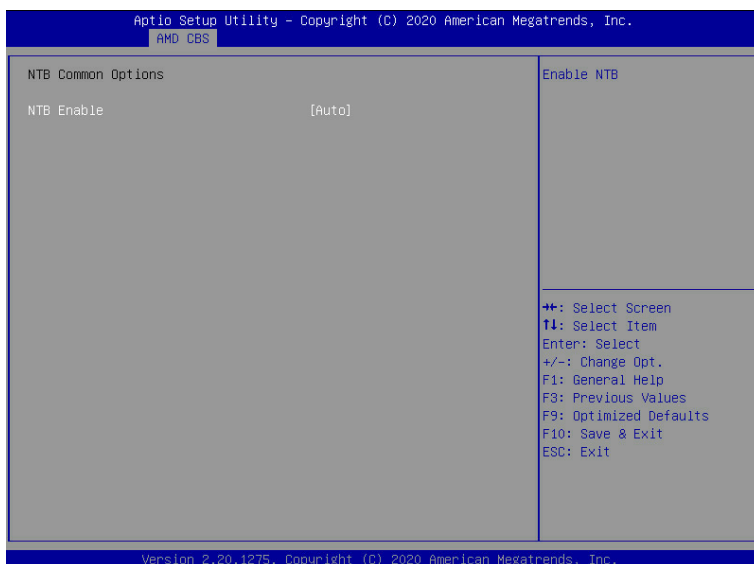 Aptio Setup Utility – Copyright (C) 2020 American Megatrends, Inc.
AMD CBS
NTB Common Options
NTB Enable [Auto]
Enable NTB
→←: Select Screen
↑↓: Select Item
Enter: Select
+/-: Change Opt.
F1: General Help
F3: Previous Values
F9: Optimized Defaults
F10: Save & Exit
ESC: Exit
Version 2.20.1275. Copyright (C) 2020 American Megatrends, Inc.